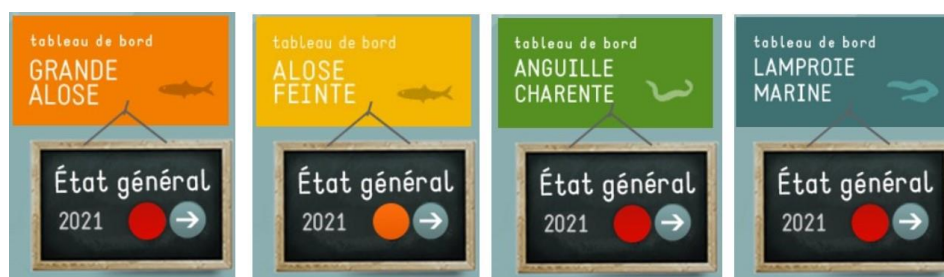 tableau de bord
GRANDE
ALOSE
État général
2021
tableau de bord
ALOSE
FEINTE
État général
2021
tableau de bord
ANGUILLE
CHARENTE
État général
2021
tableau de bord
LAMPROIE
MARINE
État général
2021